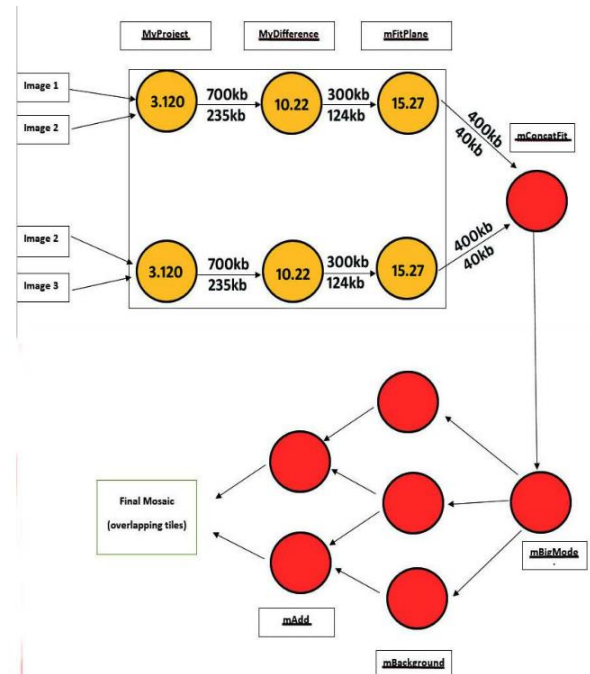 MyProject
MyDifference
mFitPlane
Image 1
Image 2
3.120
700kb
235kb
10.22
300kb
124kb
15.27
400kb
40kb
mConcatFit
Image 2
Image 3
3.120
700kb
235kb
10.22
300kb
124kb
15.27
400kb
40kb
Final Mosaic
(overlapping tiles)
mBigMode
.
mAdd
mBackground